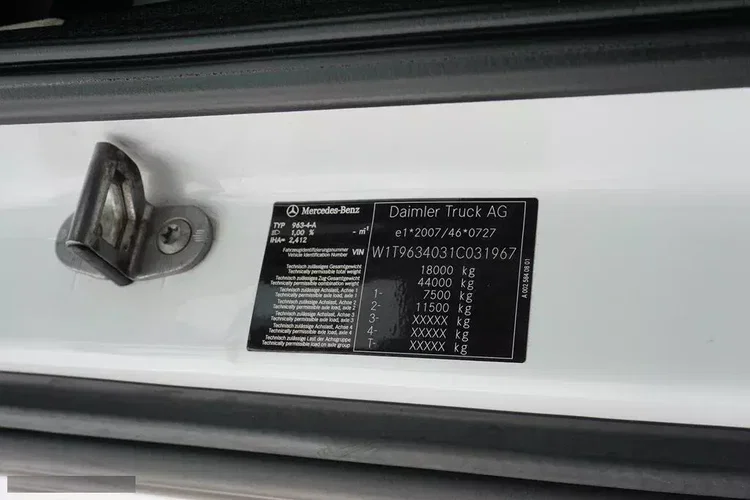 Mercedes-Benz
TYP 963-4-A
1,00 % - m⁻¹
IHA= 2,412
Daimler Truck AG
e1*2007/46*0727
Fahrzeugidentifizierungsnummer
Vehicle Identification Number VIN W1T9634031C031967
Technisch zulässiges Gesamtgewicht
Technically permissible total weight 18000 kg
Technisch zulässiges Zug-Gesamtgewicht
Technically permissible combination weight 44000 kg
Technisch zulässige Achslast, Achse 1
Technically permissible axle load, axle 1 1- 7500 kg
Technisch zulässige Achslast, Achse 2
Technically permissible axle load, axle 2 2- 11500 kg
Technisch zulässige Achslast, Achse 3
Technically permissible axle load, axle 3 3- XXXXX kg
Technisch zulässige Achslast, Achse 4
Technically permissible axle load, axle 4 4- XXXXX kg
Technisch zulässige Last der Achsgruppe
Technically permissible load on axle group T- XXXXX kg
A 002 584 08 01